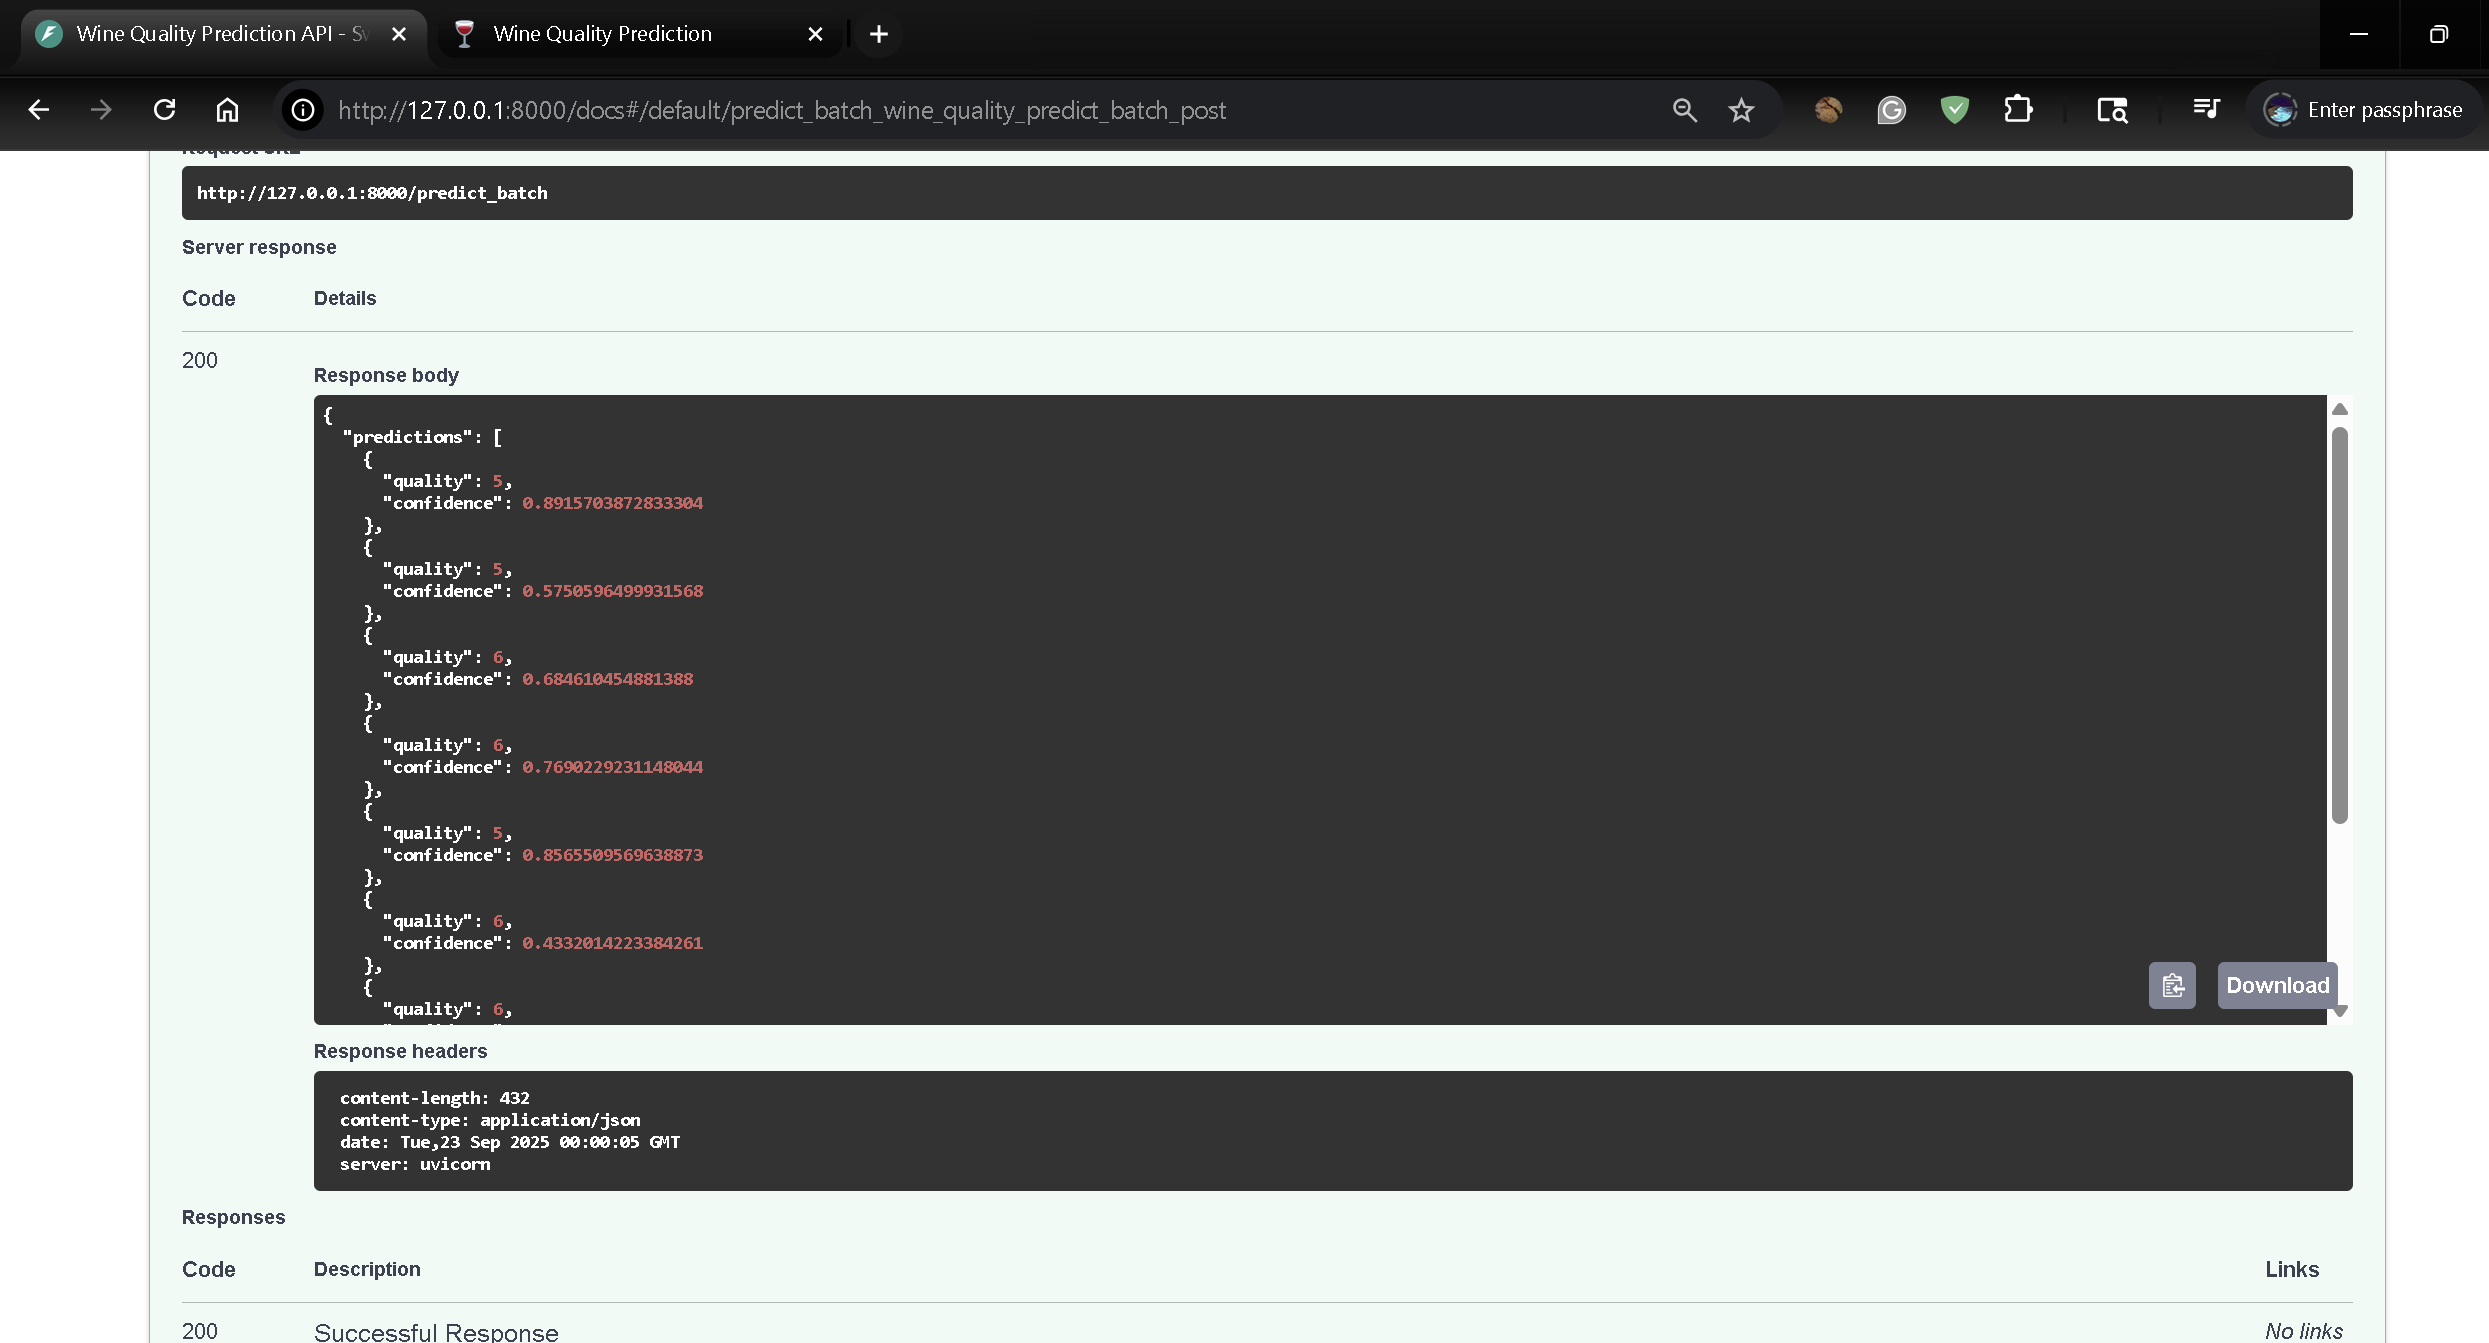 Wine Quality Prediction API - Sw
Wine Quality Prediction
http://127.0.0.1:8000/docs#/default/predict_batch_wine_quality_predict_batch_post
Enter passphrase
Request URL
http://127.0.0.1:8000/predict_batch
Server response
Code Details
200
Response body
{
"predictions": [
{
"quality": 5,
"confidence": 0.8915703872833304
},
{
"quality": 5,
"confidence": 0.5750596499931568
},
{
"quality": 6,
"confidence": 0.684610454881388
},
{
"quality": 6,
"confidence": 0.7690229231148044
},
{
"quality": 5,
"confidence": 0.8565509569638873
},
{
"quality": 6,
"confidence": 0.4332014223384261
},
{
"quality": 6,
Download
Response headers
content-length: 432
content-type: application/json
date: Tue,23 Sep 2025 00:00:05 GMT
server: uvicorn
Responses
Code Description Links
200 Successful Response No links